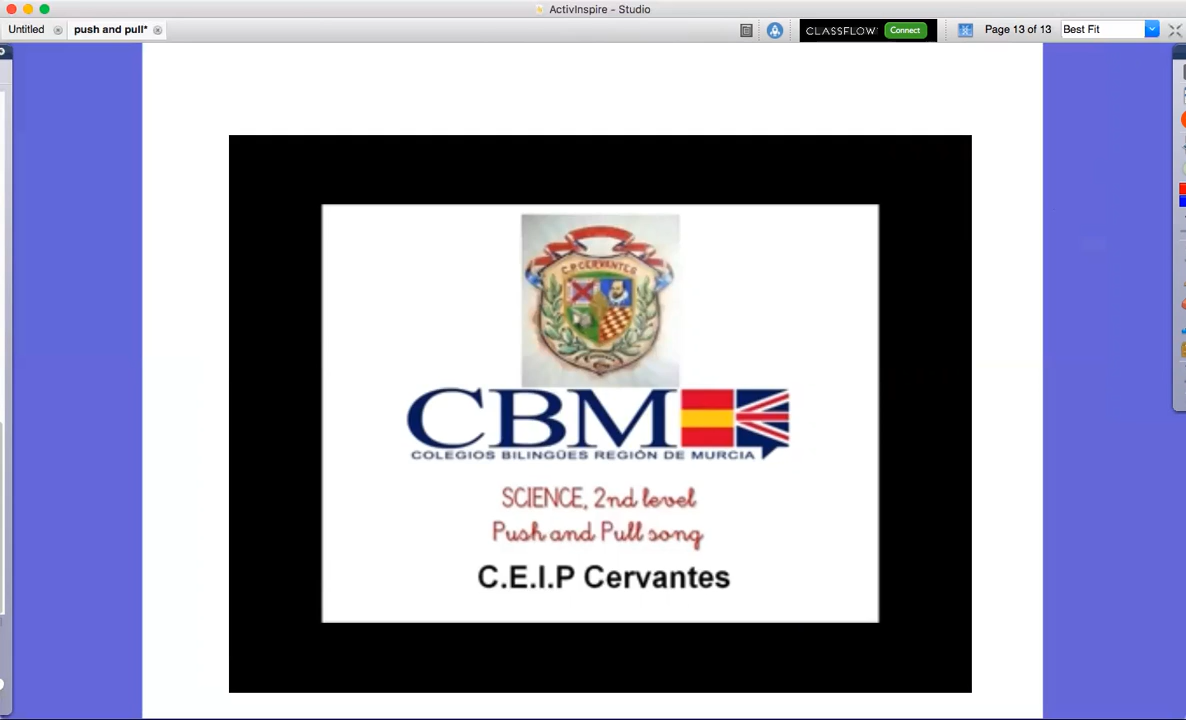 ActivInspire - Studio
Untitled
push and pull*
CLASSFLOW
Connect
Page 13 of 13
Best Fit
C.P.CERVANTES
CBM
COLEGIOS BILINGÜES REGIÓN DE MURCIA
SCIENCE, 2nd level
Push and Pull song
C.E.I.P Cervantes